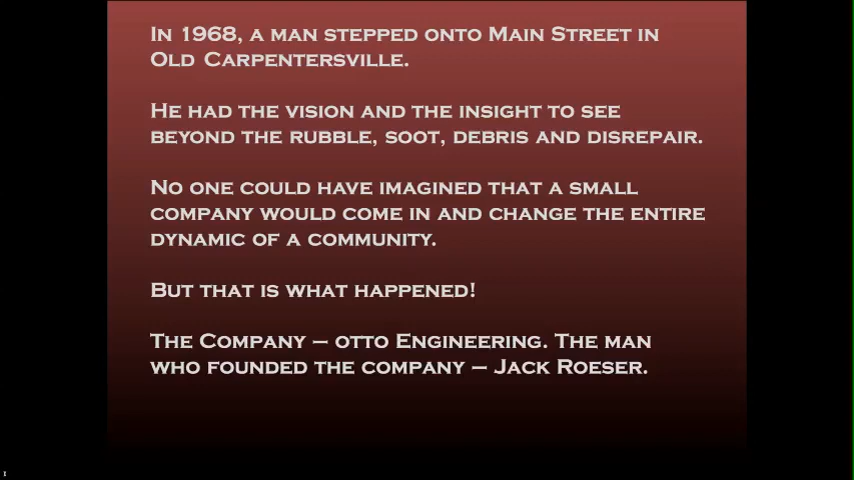 In 1968, a man stepped onto Main Street in
Old Carpentersville.
He had the vision and the insight to see
beyond the rubble, soot, debris and disrepair.
No one could have imagined that a small
company would come in and change the entire
dynamic of a community.
But that is what happened!
The Company – otto Engineering. The man
who founded the company – Jack Roeser.
1